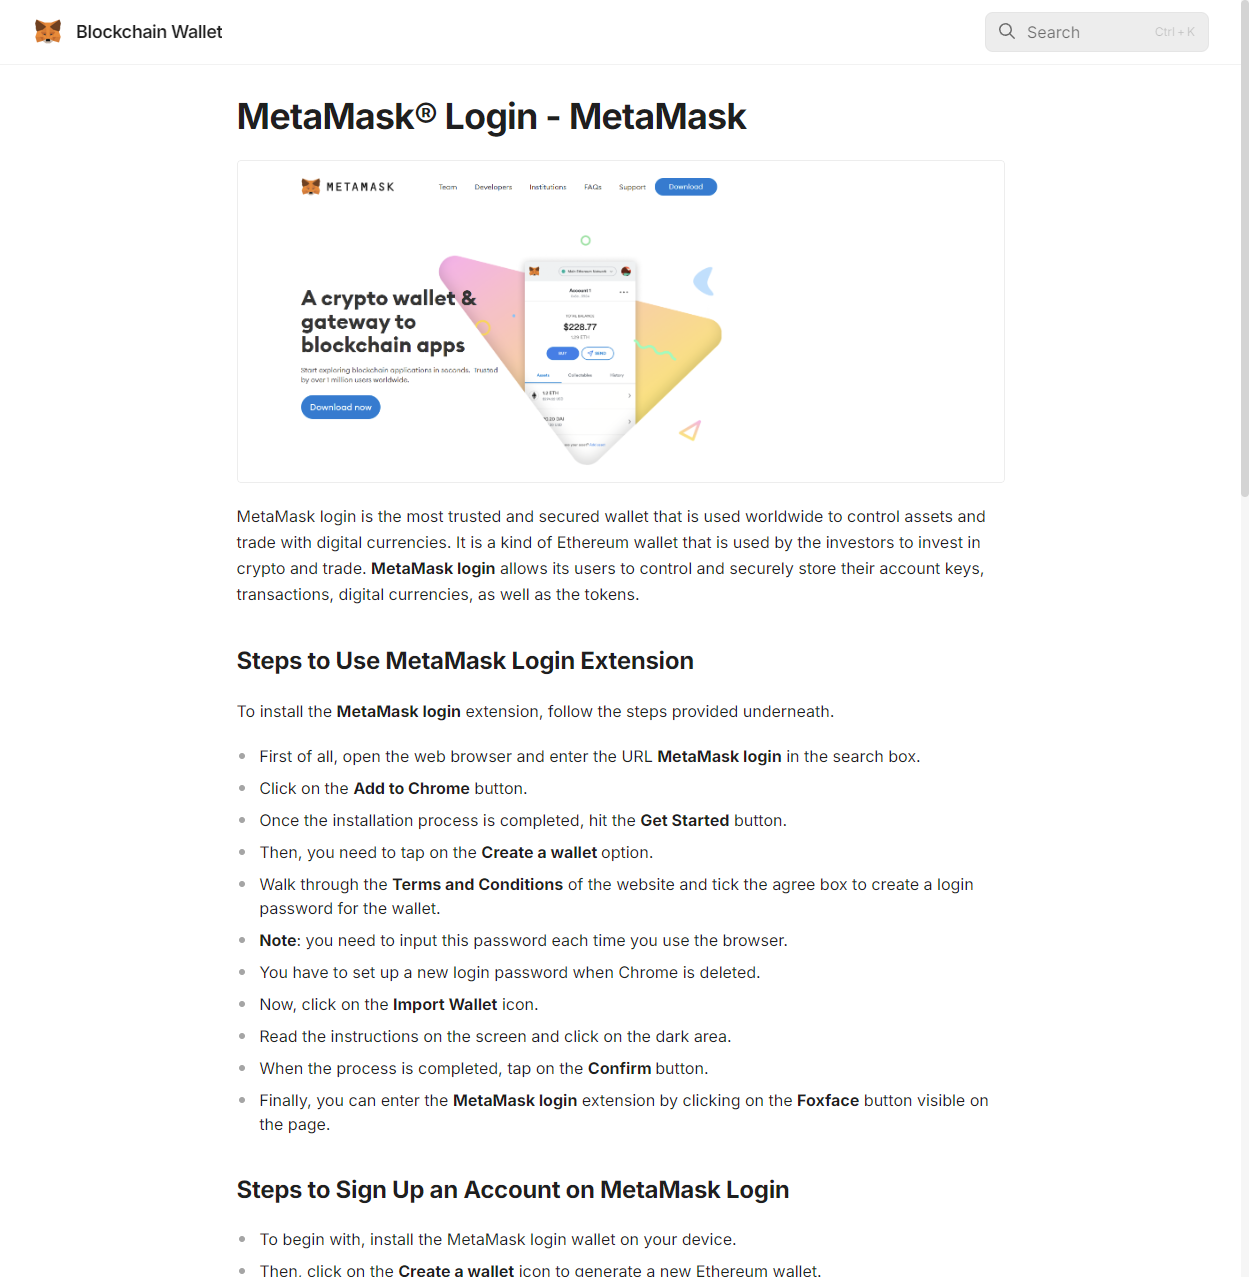 Blockchain Wallet
Search
Ctrl + K
MetaMask® Login - MetaMask
METAMASK
Team
Developers
Institutions
FAQs
Support
Download
Main Ethereum Network
Account 1
A crypto wallet &
gateway to
blockchain apps
TOTAL BALANCE
$228.77
1.29 ETH
BUY
SEND
Assets
Collectables
History
Start exploring blockchain applications in seconds. Trusted
by over 1 million users worldwide.
1.2 ETH
Download now
MetaMask login is the most trusted and secured wallet that is used worldwide to control assets and
trade with digital currencies. It is a kind of Ethereum wallet that is used by the investors to invest in
crypto and trade. MetaMask login allows its users to control and securely store their account keys,
transactions, digital currencies, as well as the tokens.
Steps to Use MetaMask Login Extension
To install the MetaMask login extension, follow the steps provided underneath.
First of all, open the web browser and enter the URL MetaMask login in the search box.
Click on the Add to Chrome button.
Once the installation process is completed, hit the Get Started button.
Then, you need to tap on the Create a wallet option.
Walk through the Terms and Conditions of the website and tick the agree box to create a login
password for the wallet.
Note: you need to input this password each time you use the browser.
You have to set up a new login password when Chrome is deleted.
Now, click on the Import Wallet icon.
Read the instructions on the screen and click on the dark area.
When the process is completed, tap on the Confirm button.
Finally, you can enter the MetaMask login extension by clicking on the Foxface button visible on
the page.
Steps to Sign Up an Account on MetaMask Login
To begin with, install the MetaMask login wallet on your device.
Then, click on the Create a wallet icon to generate a new Ethereum wallet.